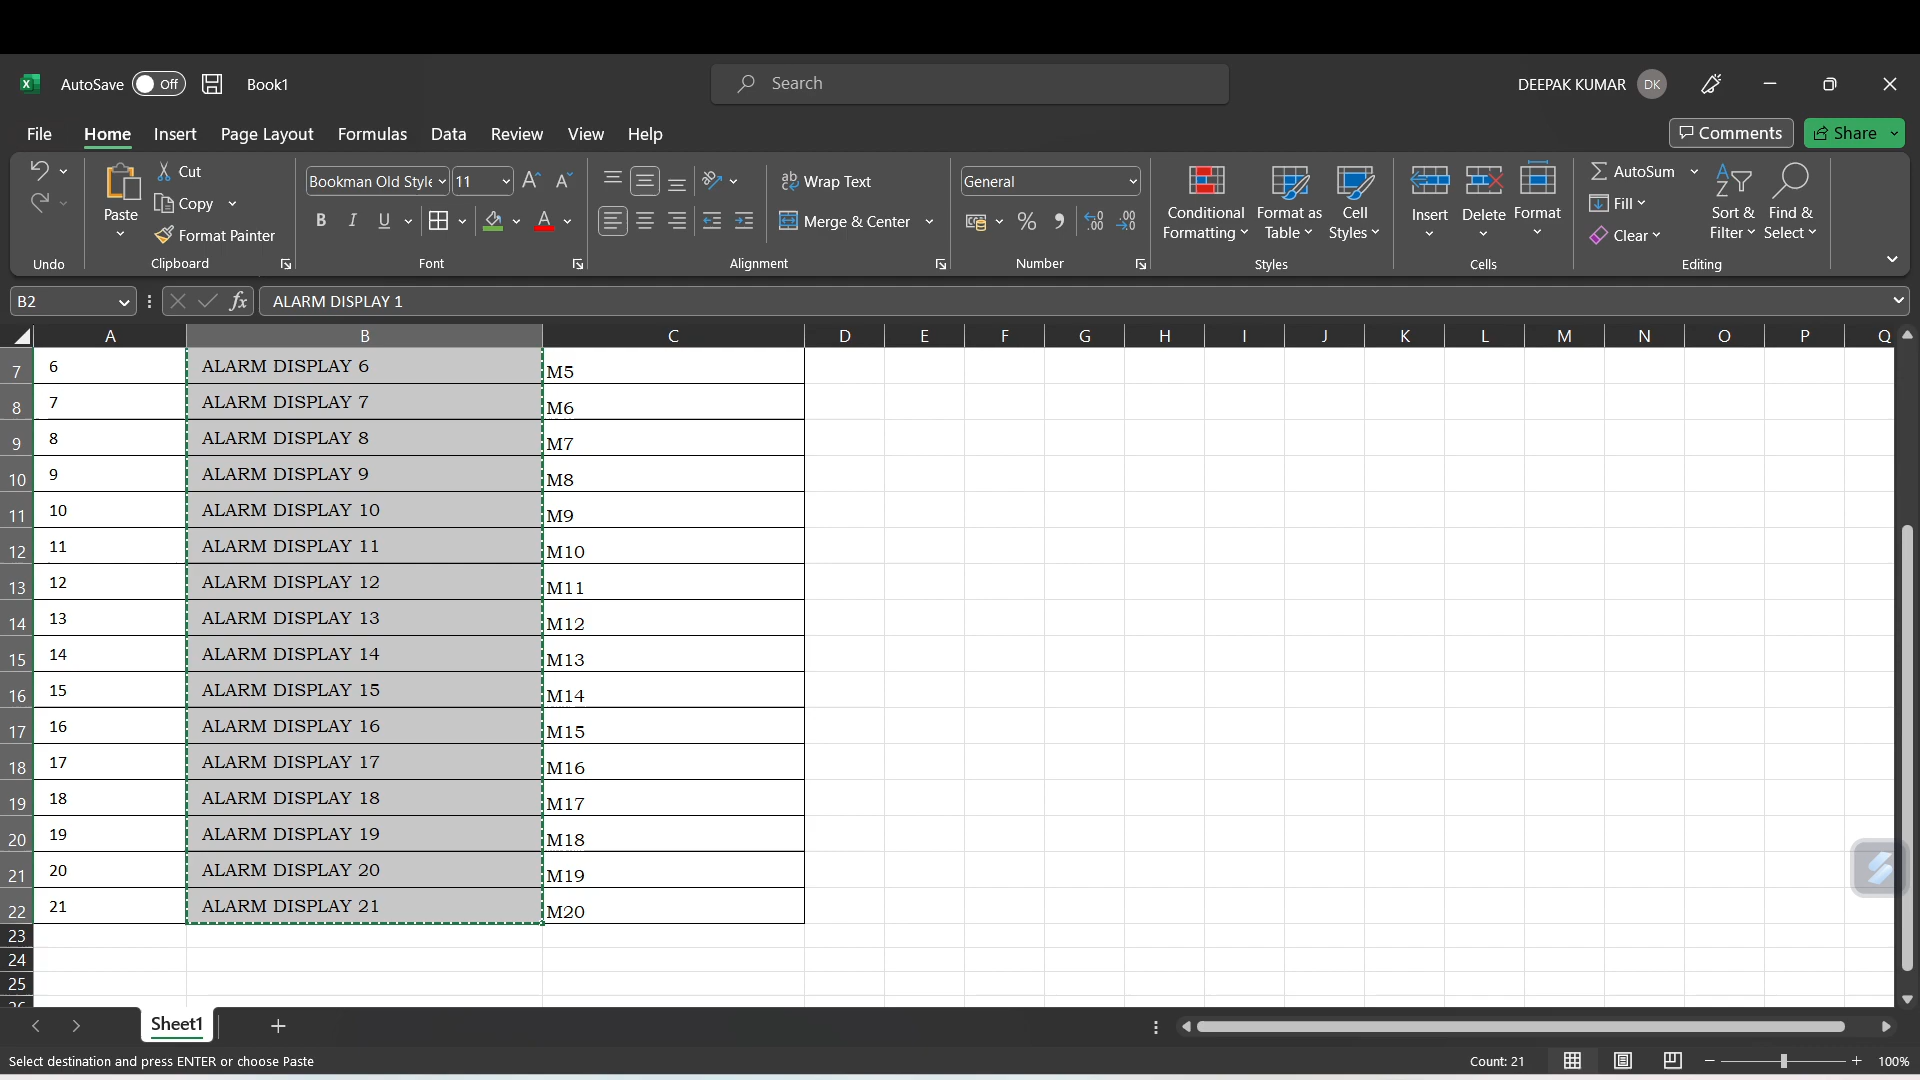 AutoSave Off Book1 Search DEEPAK KUMAR DK
File Home Insert Page Layout Formulas Data Review View Help Comments Share
Cut Bookman Old Style 11 Wrap Text General AutoSum
Paste Copy Conditional Formatting Format as Table Cell Styles Insert Delete Format Fill Sort & Filter Find & Select
Format Painter B I U A Merge & Center Clear
Undo Clipboard Font Alignment Number Styles Cells Editing
B2 fx ALARM DISPLAY 1
A B C D E F G H I J K L M N O P Q
7 6 ALARM DISPLAY 6 M5
8 7 ALARM DISPLAY 7 M6
9 8 ALARM DISPLAY 8 M7
10 9 ALARM DISPLAY 9 M8
11 10 ALARM DISPLAY 10 M9
12 11 ALARM DISPLAY 11 M10
13 12 ALARM DISPLAY 12 M11
14 13 ALARM DISPLAY 13 M12
15 14 ALARM DISPLAY 14 M13
16 15 ALARM DISPLAY 15 M14
17 16 ALARM DISPLAY 16 M15
18 17 ALARM DISPLAY 17 M16
19 18 ALARM DISPLAY 18 M17
20 19 ALARM DISPLAY 19 M18
21 20 ALARM DISPLAY 20 M19
22 21 ALARM DISPLAY 21 M20
23
24
25
Sheet1
Select destination and press ENTER or choose Paste Count: 21 100%